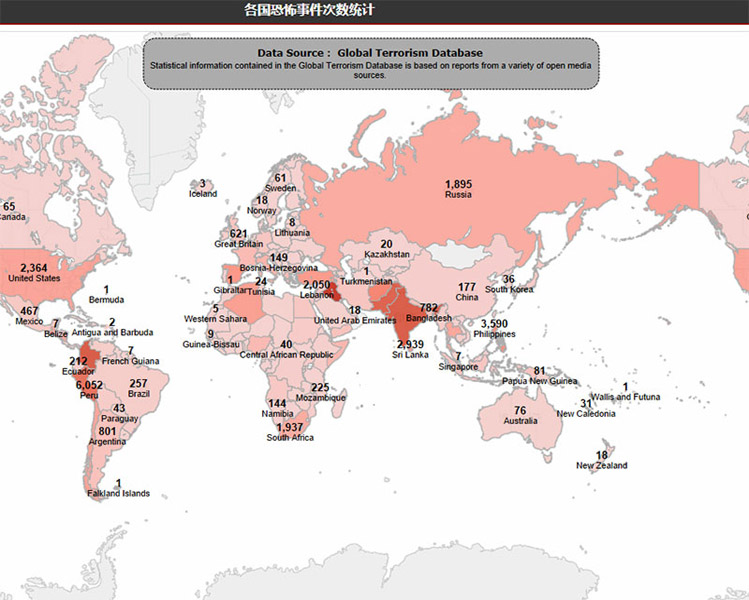 各国恐怖事件次数统计
Data Source : Global Terrorism Database
Statistical information contained in the Global Terrorism Database is based on reports from a variety of open media
sources.
3
Iceland
61
Sweden
18
Norway
8
Lithuania
1,895
Russia
65
Canada
621
Great Britain
149
Bosnia-Herzegovina
20
Kazakhstan
2,364
United States
1
Bermuda
1
Gibraltar
24
Tunisia
2,050
Lebanon
1
Turkmenistan
177
China
36
South Korea
467
Mexico
7
Belize
2
Antigua and Barbuda
5
Western Sahara
18
United Arab Emirates
782
Bangladesh
3,590
Philippines
9
Guinea-Bissau
40
Central African Republic
2,939
Sri Lanka
7
Singapore
212
Ecuador
7
French Guiana
6,052
Peru
257
Brazil
225
Mozambique
81
Papua New Guinea
1
Wallis and Futuna
43
Paraguay
144
Namibia
76
Australia
31
New Caledonia
801
Argentina
1,937
South Africa
18
New Zealand
1
Falkland Islands